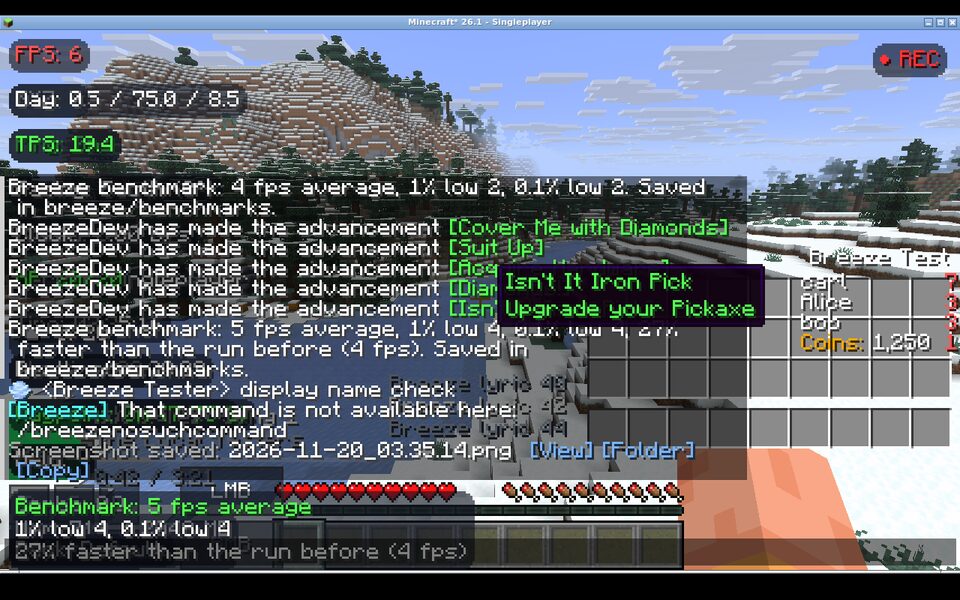 Minecraft* 26.1 - Singleplayer
FPS: 6
REC
Day: 0.5 / 75.0 / 8.5
TPS: 19.4
Breeze benchmark: 4 fps average, 1% low 2, 0.1% low 2. Saved
in breeze/benchmarks.
BreezeDev has made the advancement [Cover Me with Diamonds]
BreezeDev has made the advancement [Suit Up]
BreezeDev has made the advancement
BreezeDev has made the advancement
BreezeDev has made the advancement
Isn't It Iron Pick
Upgrade your Pickaxe
Breeze benchmark: 5 fps average, 1% low 4, 0.1% low 4, 27%
faster than the run before (4 fps). Saved in
breeze/benchmarks.
<Breeze Tester> display name check
[Breeze] That command is not available here:
/breezenosuchcommand
Screenshot saved: 2026-11-20_03.35.14.png [View] [Folder]
[Copy]
Breeze Test
carl
Alice
bob
Coins: 1,250
Breeze lyric
Breeze lyric
LMB
Benchmark: 5 fps average
1% low 4, 0.1% low 4
27% faster than the run before (4 fps)